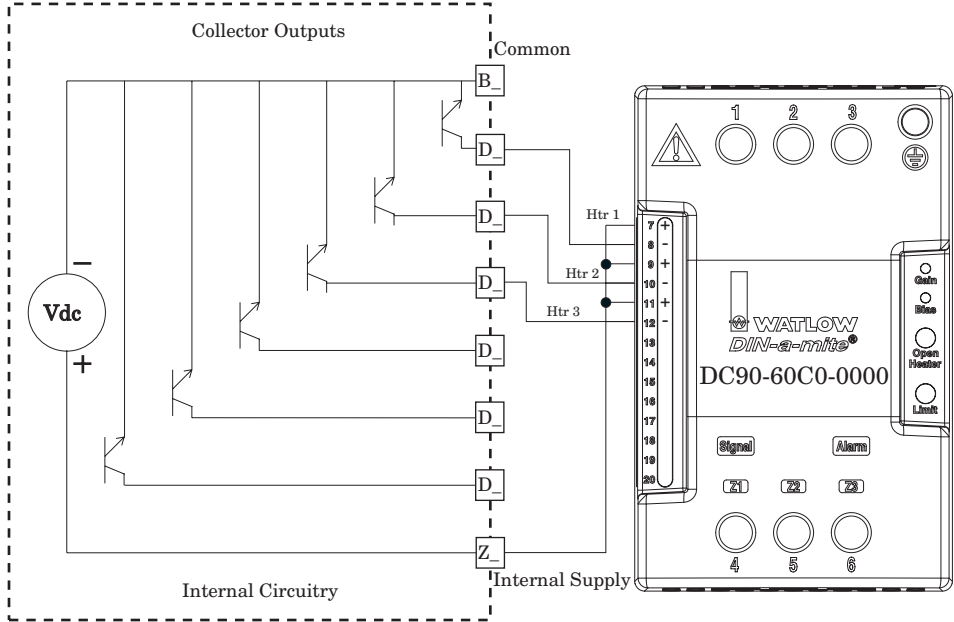 Collector Outputs
Common
B_
D_
D_
D_
D_
D_
D_
Z_
Internal Supply
Internal Circuitry
−
Vdc
+
Htr 1
Htr 2
Htr 3
1 2 3
7 +
8 -
9 +
10 -
11 +
12 -
13
14
15
16
17
18
19
20
WATLOW
DIN-a-mite®
DC90-60C0-0000
Gain
Bias
Open
Heater
Limit
Signal Alarm
Z1 Z2 Z3
4 5 6